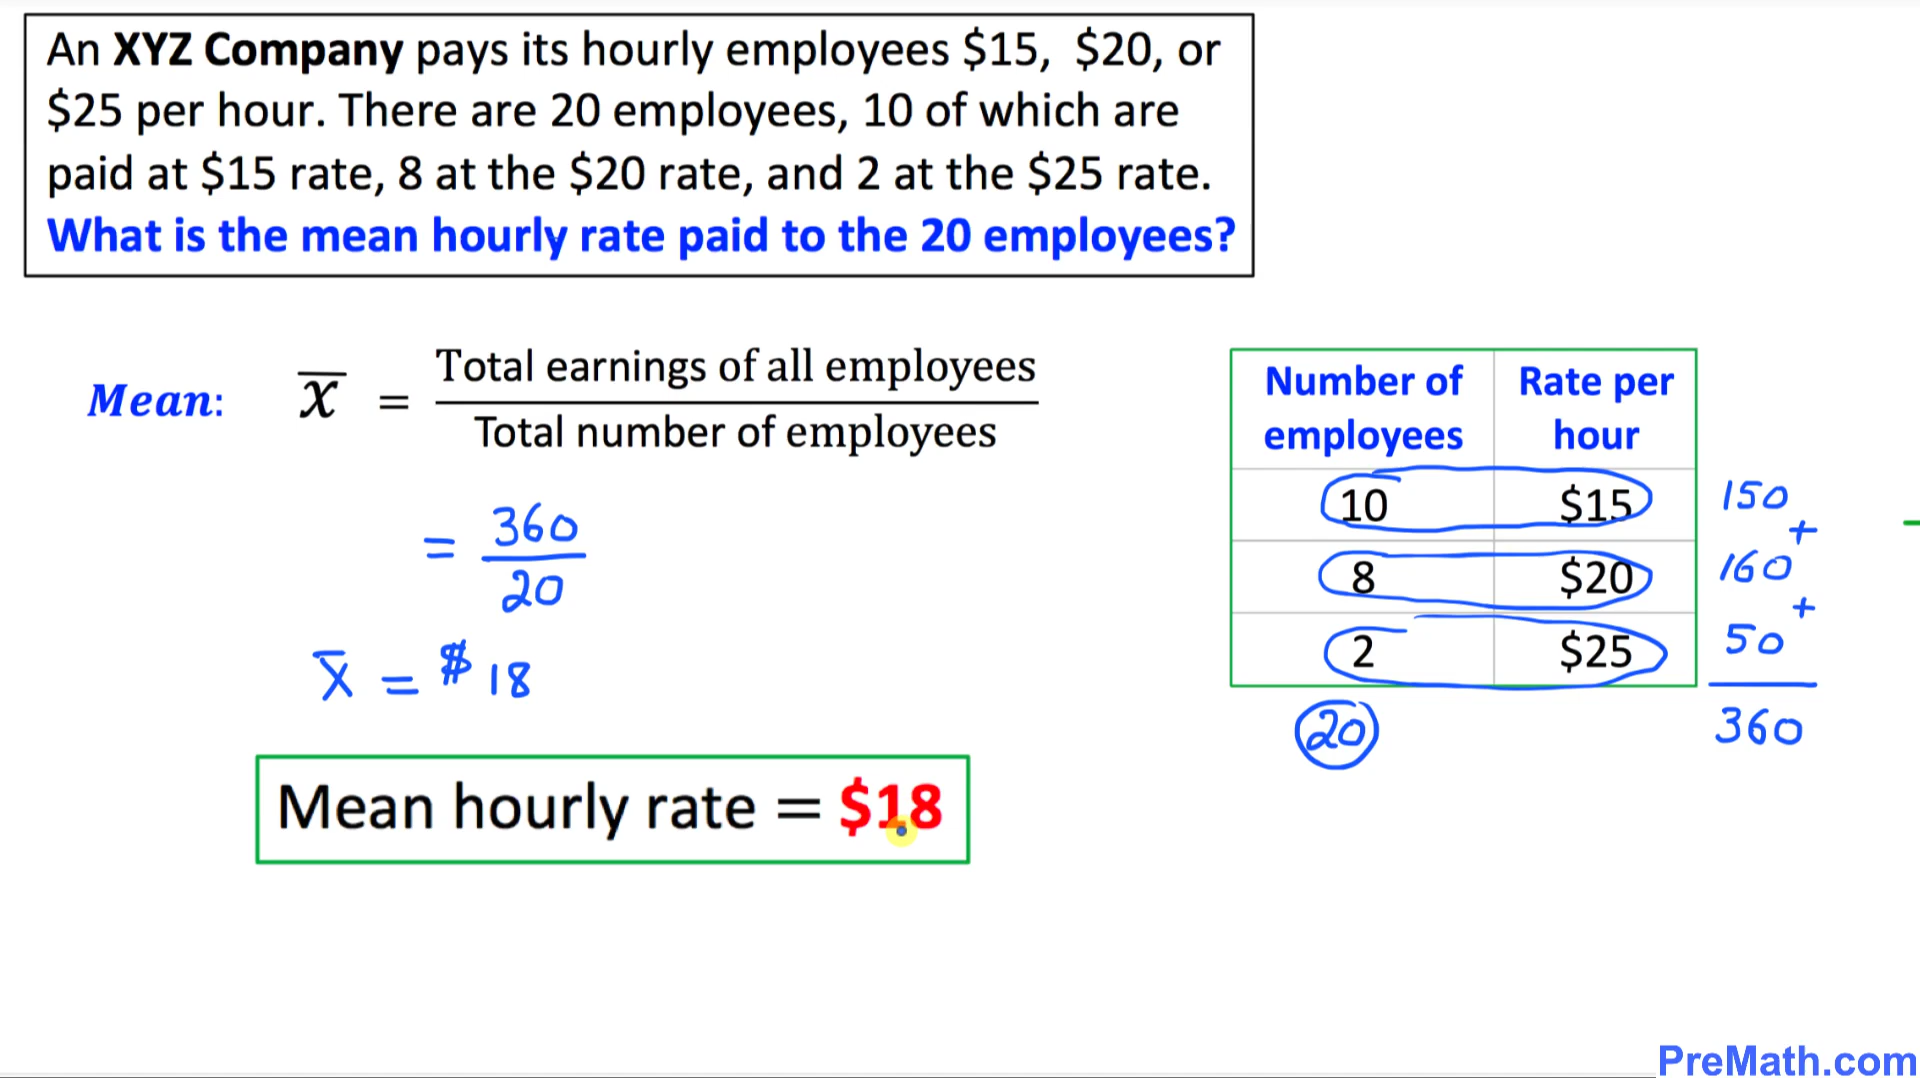 An XYZ Company pays its hourly employees $15, $20, or
$25 per hour. There are 20 employees, 10 of which are
paid at $15 rate, 8 at the $20 rate, and 2 at the $25 rate.
What is the mean hourly rate paid to the 20 employees?
Mean: x̅ = Total earnings of all employees
Total number of employees
= 360
20
x̅ = $18
Mean hourly rate = $18
Number of employees Rate per hour
10 $15 150
+
8 $20 160
+
2 $25 50
20 360
PreMath.com